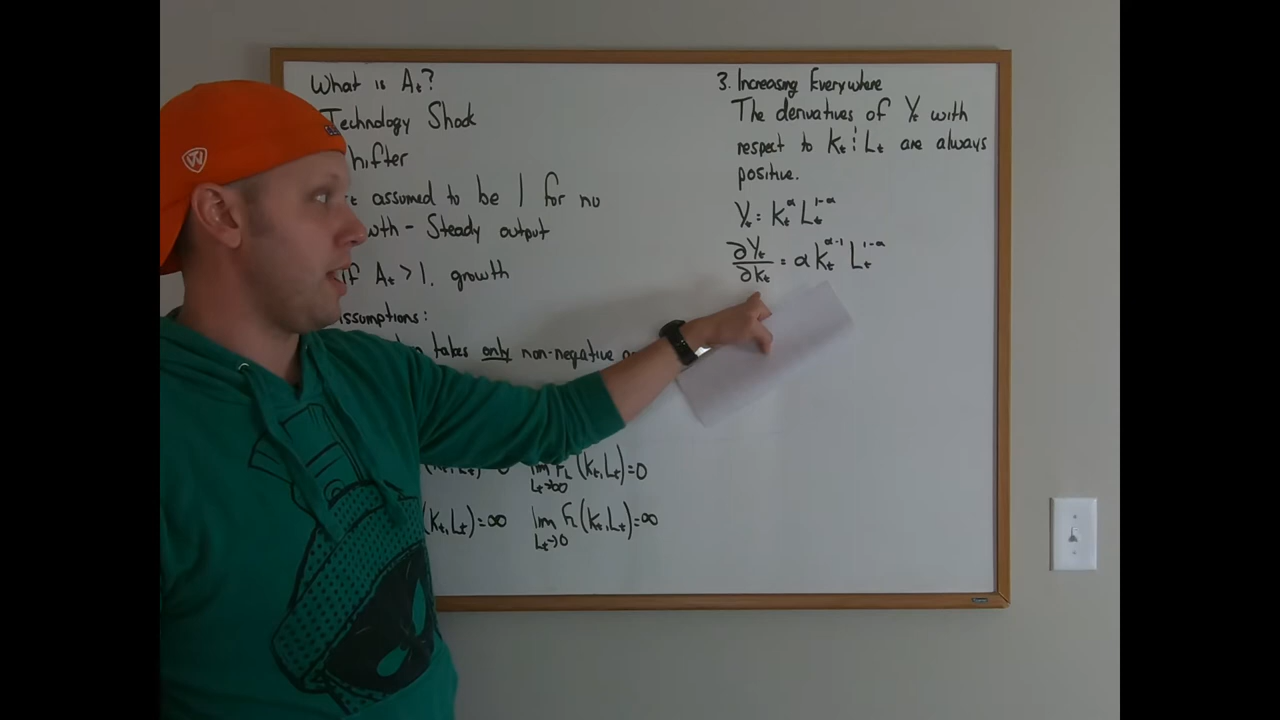 What is Aₜ?
Technology Shock
hifter
assumed to be 1 for no
wth - Steady output
If Aₜ > 1, growth
ssumptions:
takes only non-negative
lim F_L (Kₜ, Lₜ) = 0
Lₜ→∞
(Kₜ, Lₜ) = ∞ lim F_L (Kₜ, Lₜ) = ∞
Lₜ→0
3. Increasing Everywhere
The derivatives of Yₜ with
respect to Kₜ & Lₜ are always
positive.
Yₜ = Kₜ^α Lₜ^(1-α)
∂Yₜ/∂Kₜ = α Kₜ^(α-1) Lₜ^(1-α)